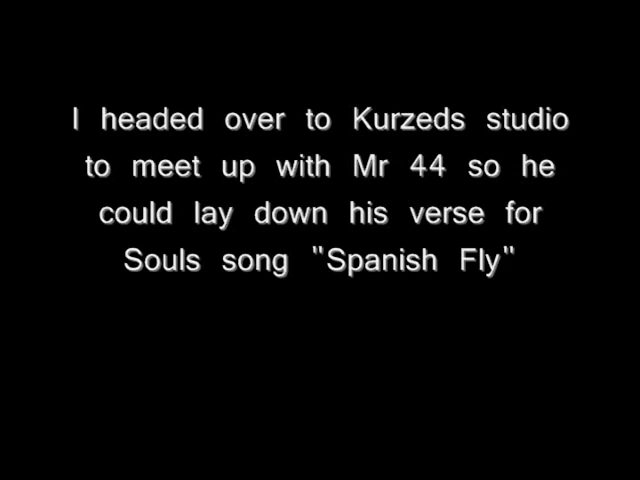 I headed over to Kurzeds studio
to meet up with Mr 44 so he
could lay down his verse for
Souls song "Spanish Fly"